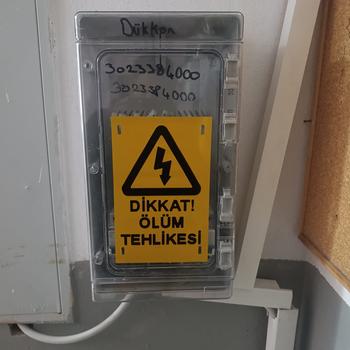 Dükkan
3023384000
3023384000
DİKKAT!
ÖLÜM
TEHLİKESİ